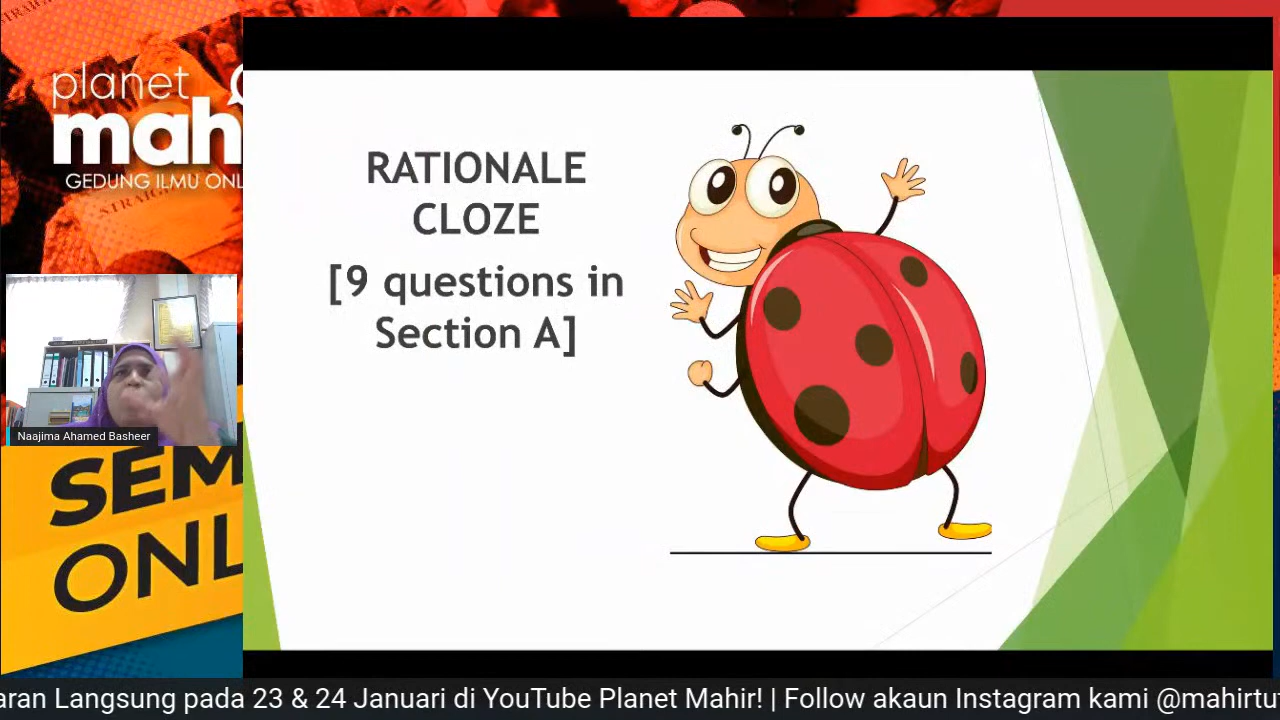 planet
mah
GEDUNG ILMU ONL
STRAIG
RATIONALE
CLOZE
[9 questions in
Section A]
Naajima Ahamed Basheer
SEM
ONL
aran Langsung pada 23 & 24 Januari di YouTube Planet Mahir! | Follow akaun Instagram kami @mahirtu